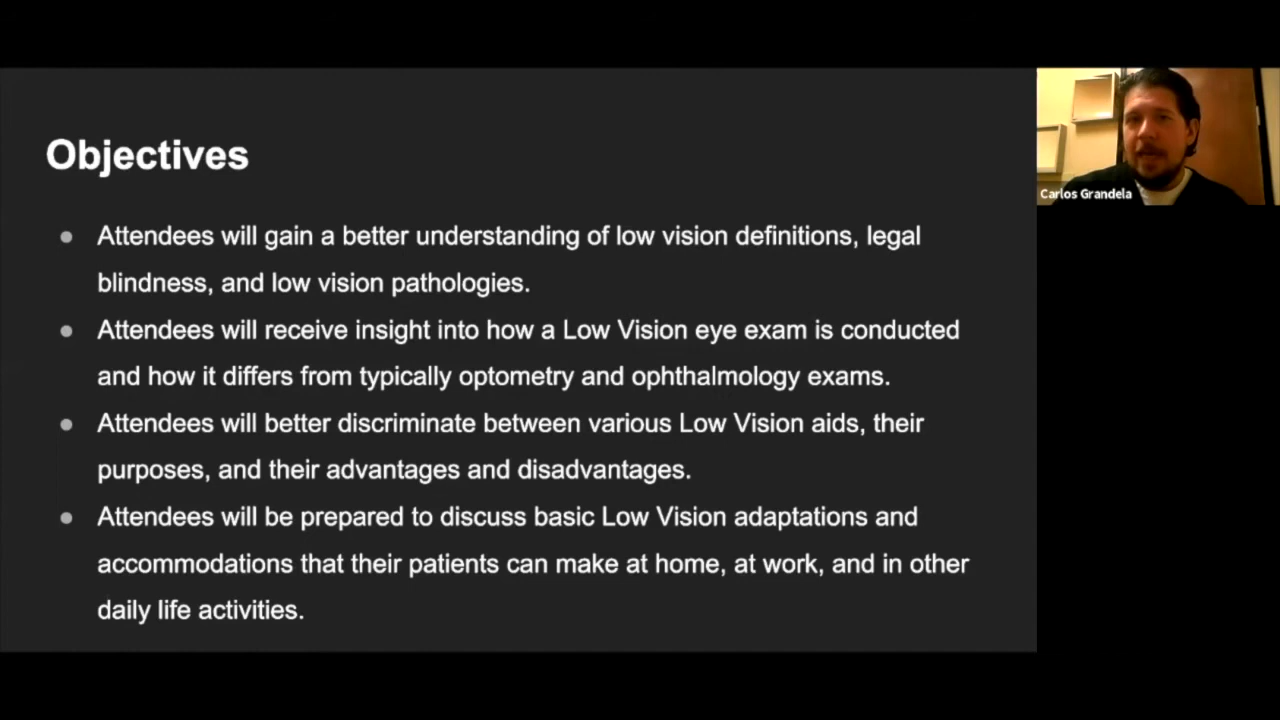 Objectives
● Attendees will gain a better understanding of low vision definitions, legal
blindness, and low vision pathologies.
● Attendees will receive insight into how a Low Vision eye exam is conducted
and how it differs from typically optometry and ophthalmology exams.
● Attendees will better discriminate between various Low Vision aids, their
purposes, and their advantages and disadvantages.
● Attendees will be prepared to discuss basic Low Vision adaptations and
accommodations that their patients can make at home, at work, and in other
daily life activities.
Carlos Grandela